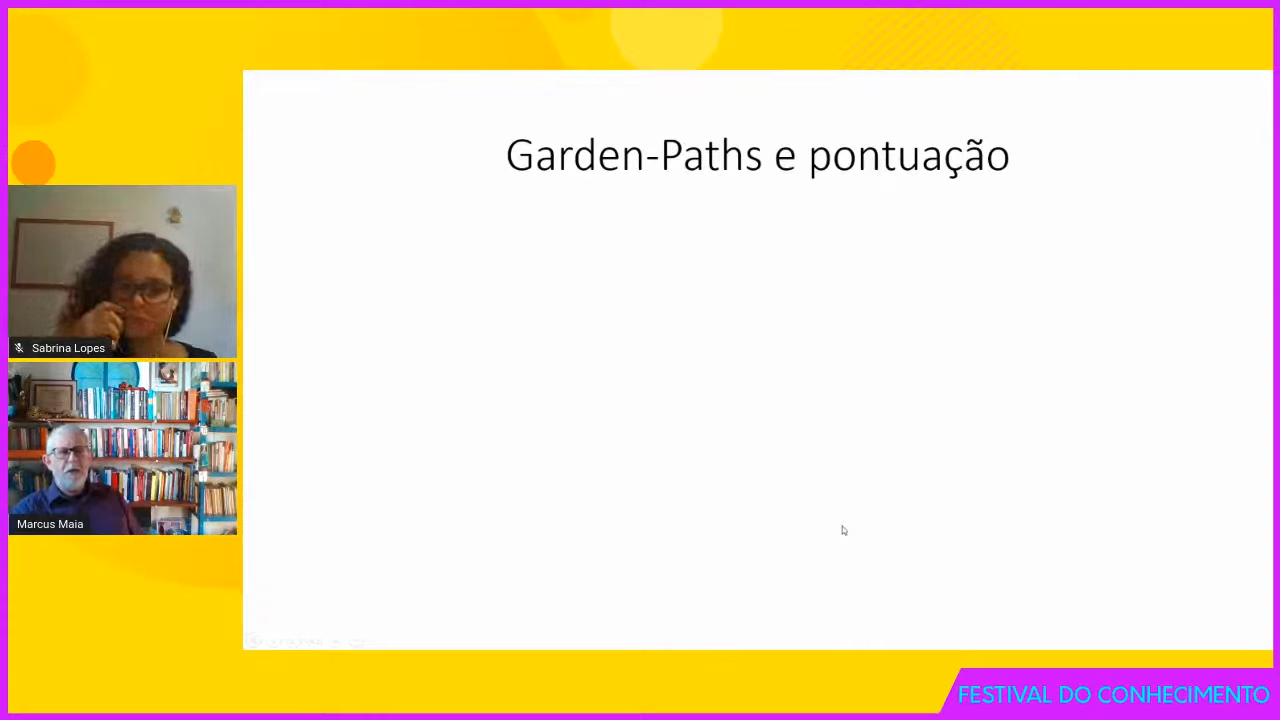 Garden-Paths e pontuação
Sabrina Lopes
Marcus Maia
FESTIVAL DO CONHECIMENTO